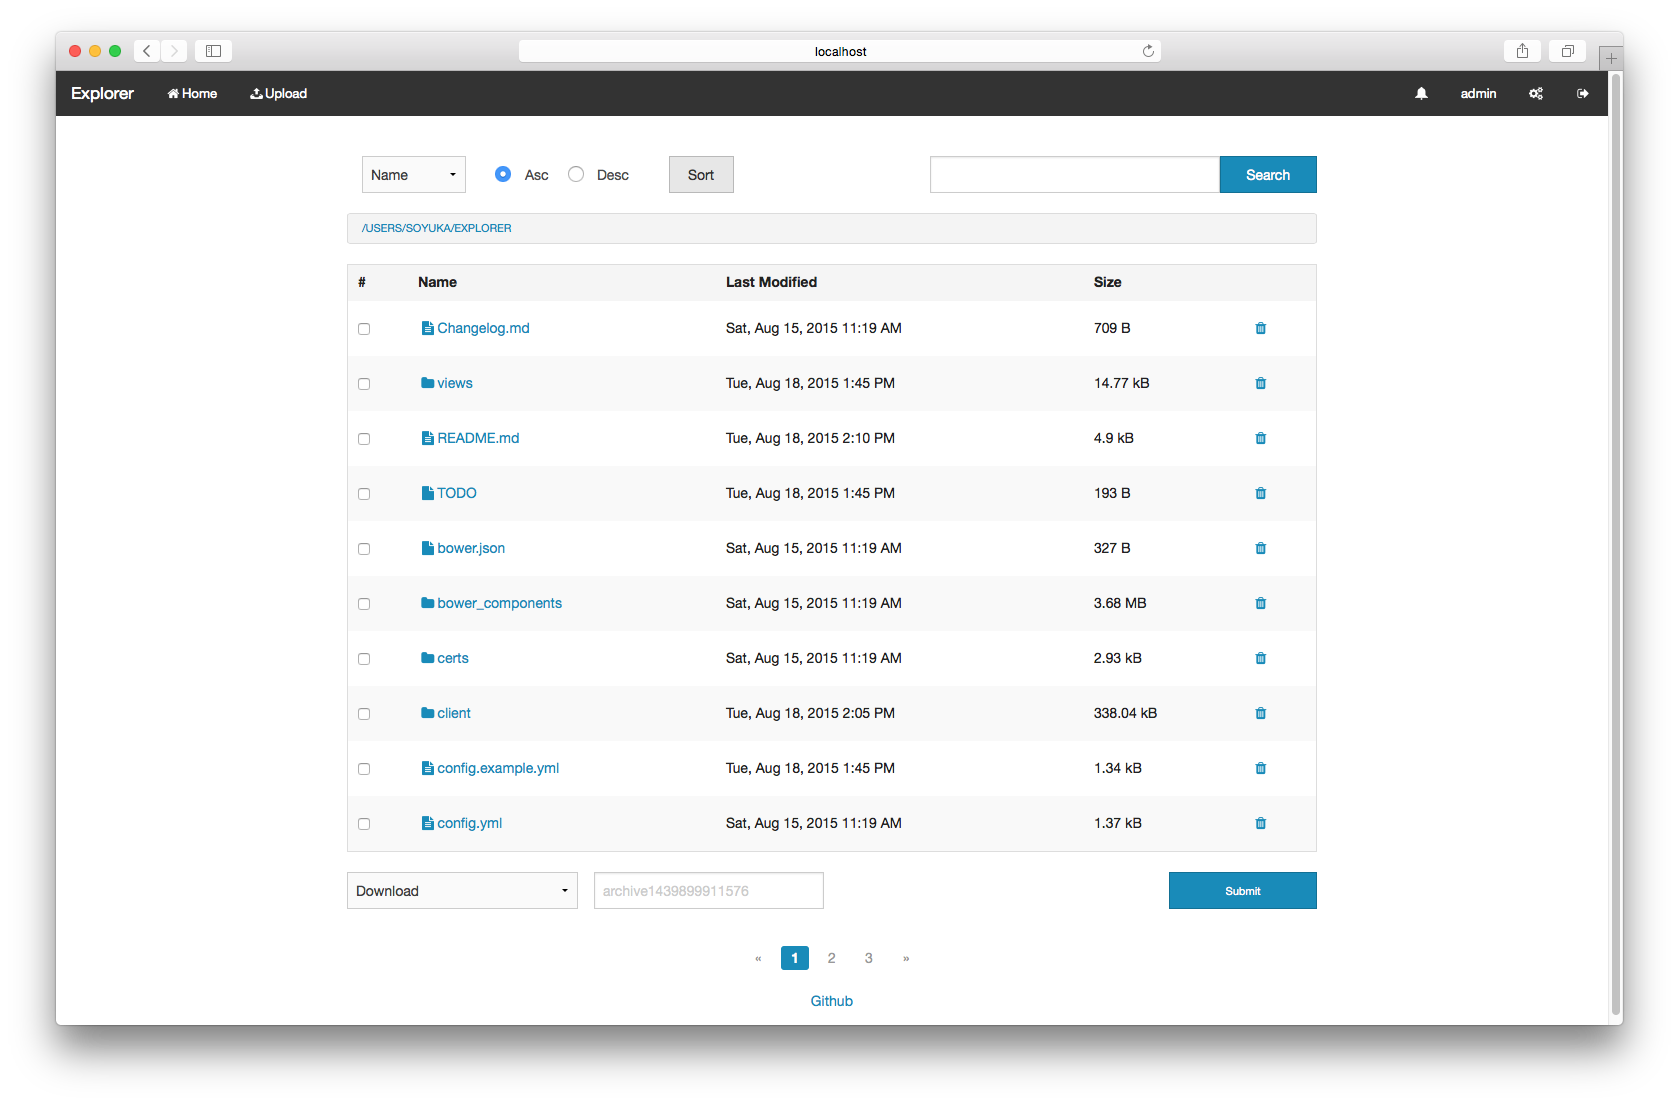 localhost
Explorer Home Upload admin
Name Asc Desc Sort Search
/USERS/SOYUKA/EXPLORER
# Name Last Modified Size
Changelog.md Sat, Aug 15, 2015 11:19 AM 709 B
views Tue, Aug 18, 2015 1:45 PM 14.77 kB
README.md Tue, Aug 18, 2015 2:10 PM 4.9 kB
TODO Tue, Aug 18, 2015 1:45 PM 193 B
bower.json Sat, Aug 15, 2015 11:19 AM 327 B
bower_components Sat, Aug 15, 2015 11:19 AM 3.68 MB
certs Sat, Aug 15, 2015 11:19 AM 2.93 kB
client Tue, Aug 18, 2015 2:05 PM 338.04 kB
config.example.yml Tue, Aug 18, 2015 1:45 PM 1.34 kB
config.yml Sat, Aug 15, 2015 11:19 AM 1.37 kB
Download archive1439899911576 Submit
« 1 2 3 »
Github